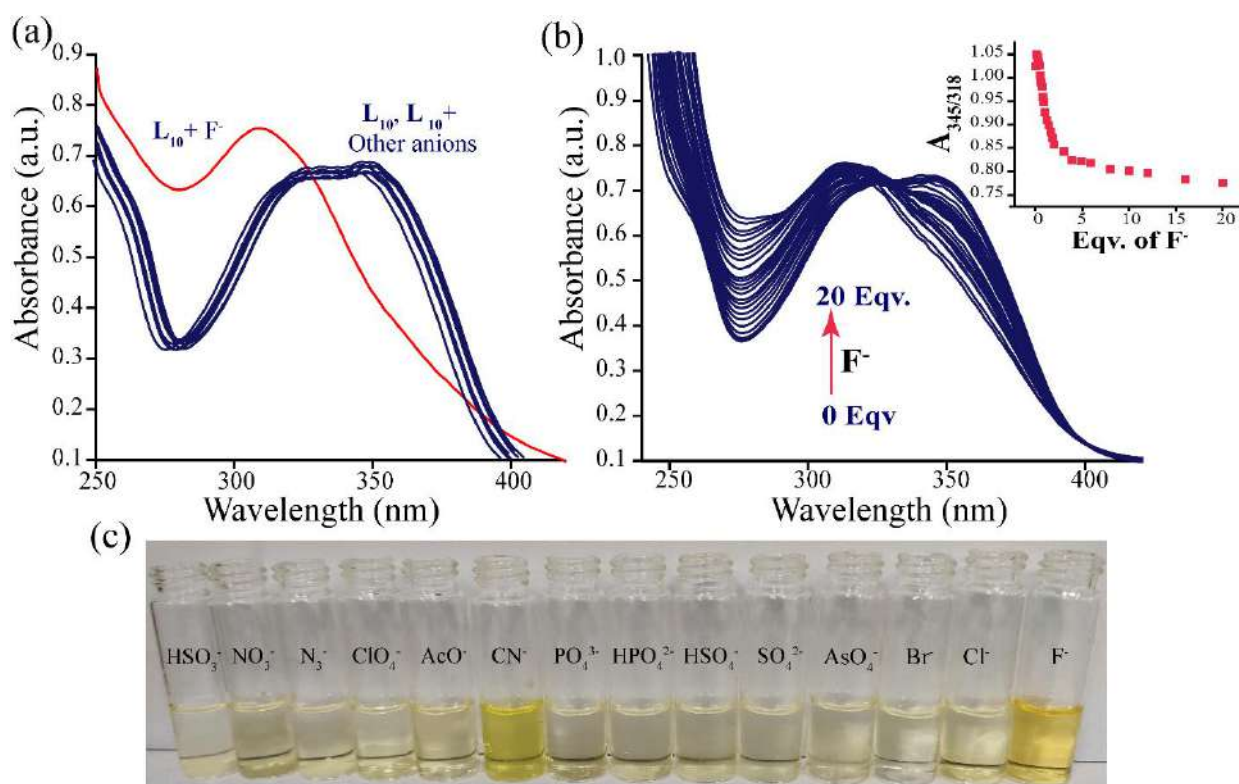 (a)
0.9
0.8
0.7
0.6
0.5
0.4
0.3
0.2
0.1
Absorbance (a.u.)
L₁₀+ F⁻
L₁₀, L₁₀+
Other anions
250 300 350 400
Wavelength (nm)
(b)
1.0
0.9
0.8
0.7
0.6
0.5
0.4
0.3
0.2
0.1
Absorbance (a.u.)
20 Eqv.
F⁻
0 Eqv
250 300 350 400
Wavelength (nm)
1.05
1.00
0.95
0.90
0.85
0.80
0.75
A₃₄₅/₃₁₈
0 5 10 15 20
Eqv. of F⁻
(c)
HSO₃⁻ NO₃⁻ N₃⁻ ClO₄⁻ AcO⁻ CN⁻ PO₄³⁻ HPO₄²⁻ HSO₄⁻ SO₄²⁻ AsO₄⁻ Br⁻ Cl⁻ F⁻